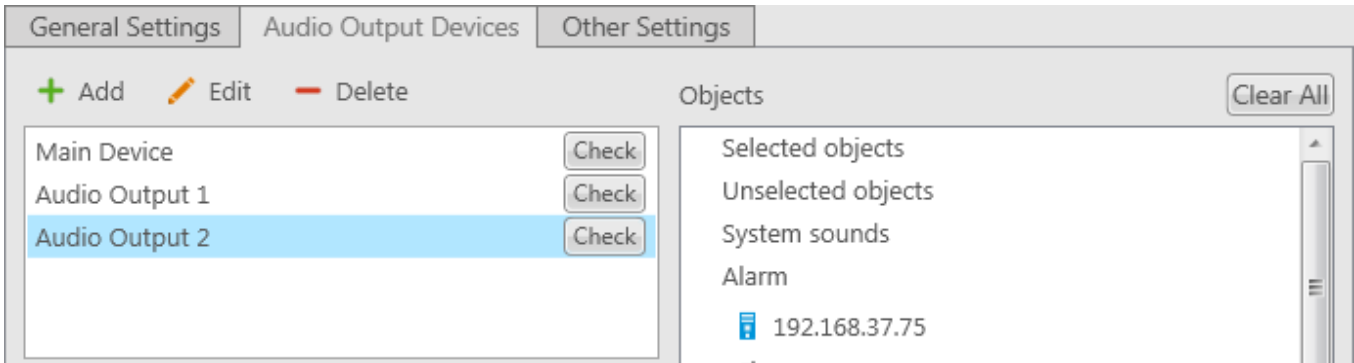 General Settings Audio Output Devices Other Settings
Add Edit Delete
Objects Clear All
Main Device Check
Audio Output 1 Check
Audio Output 2 Check
Selected objects
Unselected objects
System sounds
Alarm
192.168.37.75